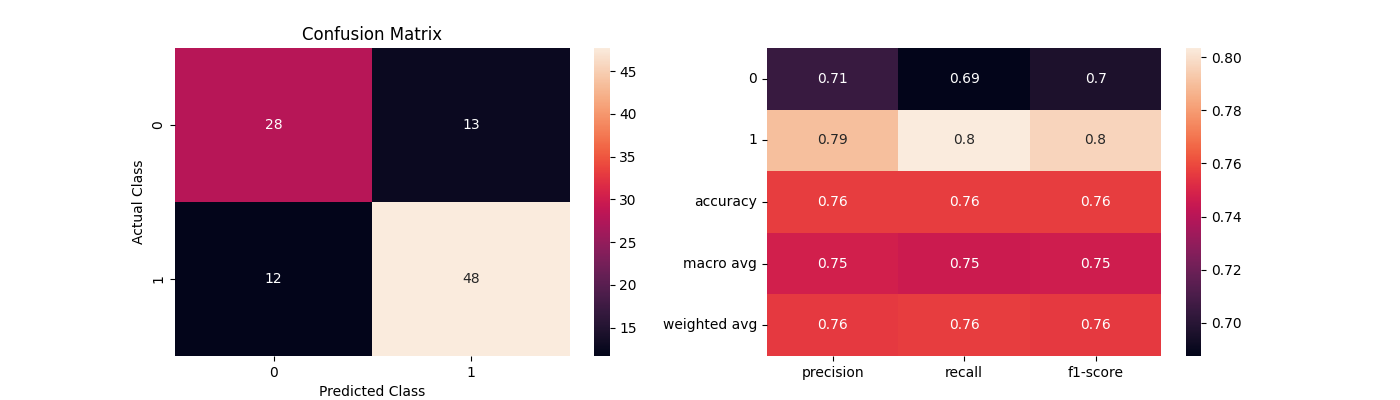 Confusion Matrix
Actual Class
0
1
28 13
12 48
0 1
Predicted Class
45
40
35
30
25
20
15
0 0.71 0.69 0.7
1 0.79 0.8 0.8
accuracy 0.76 0.76 0.76
macro avg 0.75 0.75 0.75
weighted avg 0.76 0.76 0.76
precision recall f1-score
0.80
0.78
0.76
0.74
0.72
0.70